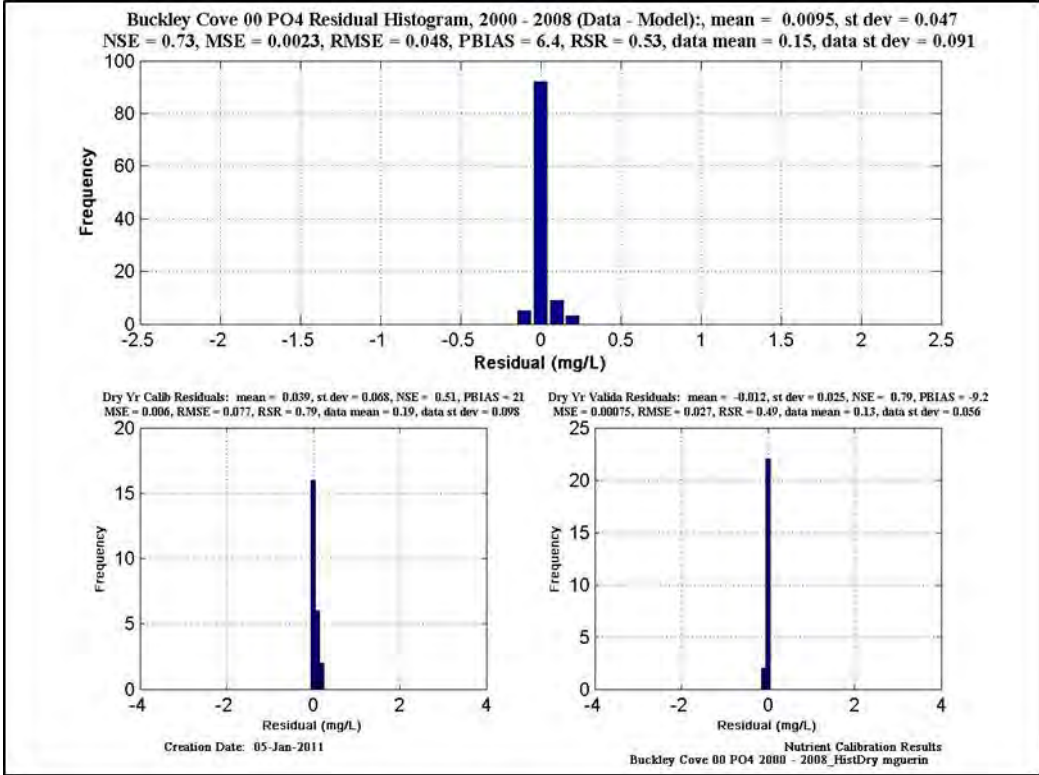 Buckley Cove 00 PO4 Residual Histogram, 2000 - 2008 (Data - Model):, mean = 0.0095, st dev = 0.047
NSE = 0.73, MSE = 0.0023, RMSE = 0.048, PBIAS = 6.4, RSR = 0.53, data mean = 0.15, data st dev = 0.091
100
80
60
40
20
0
Frequency
-2.5 -2 -1.5 -1 -0.5 0 0.5 1 1.5 2 2.5
Residual (mg/L)
Dry Yr Calib Residuals: mean = 0.039, st dev = 0.068, NSE = 0.51, PBIAS = 21
MSE = 0.006, RMSE = 0.077, RSR = 0.79, data mean = 0.19, data st dev = 0.098
20
15
10
5
0
Frequency
-4 -2 0 2 4
Residual (mg/L)
Creation Date: 05-Jan-2011
Dry Yr Valida Residuals: mean = -0.012, st dev = 0.025, NSE = 0.79, PBIAS = -9.2
MSE = 0.00075, RMSE = 0.027, RSR = 0.49, data mean = 0.13, data st dev = 0.056
25
20
15
10
5
0
Frequency
-4 -2 0 2 4
Residual (mg/L)
Nutrient Calibration Results
Buckley Cove 00 PO4 2000 - 2008_HistDry mguerin